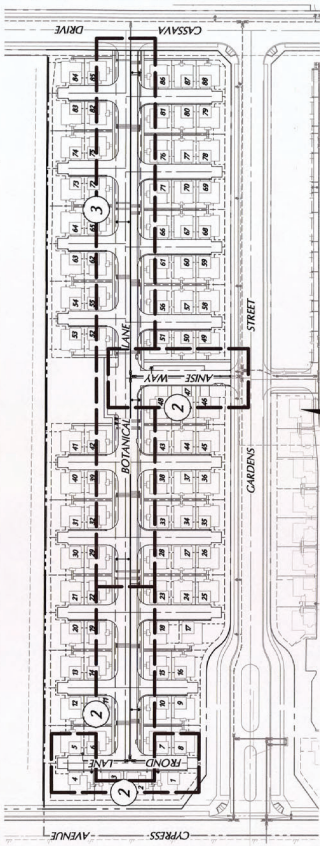 DRIVE
CASSAVA
84 85 86 87 88
83 82 81 80 79
74 75 76 77 78
73 72 71 70 69
3
64 65 66 67 68
63 62 61 60 59
54 55 56 57 58
53 52 51 50 49
LANE
STREET
ANISE
WAY
48 47 46
2
BOTANICAL
GARDENS
41 42 43 44 45
40 39 38 37 36
31 32 33 34 35
30 29 28 27 26
21 22 23 24 25
20 19 18 17
13 14 15 16
12 11 10 9
2
5 6 7 8
FROND
LANE
4 3 2 1
2
CYPRESS
AVENUE